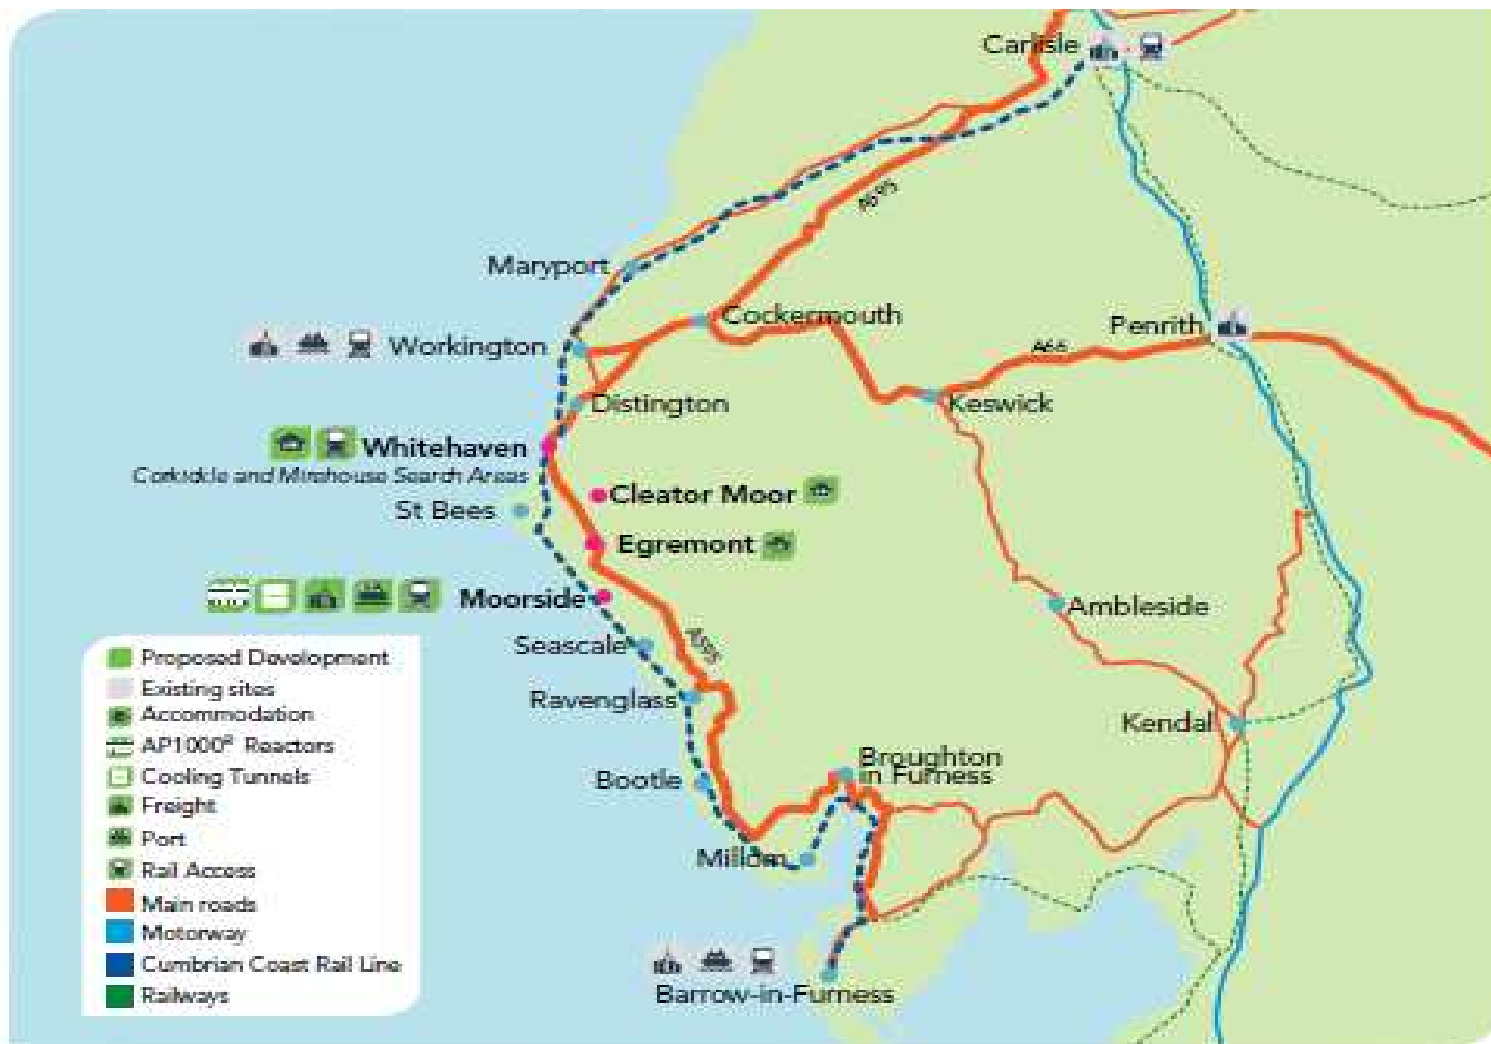 Carlisle
A595
Maryport
Cockermouth
Penrith
A66
Workington
Distington
Keswick
Whitehaven
Corkickle and Mirehouse Search Areas
Cleator Moor
St Bees
Egremont
Moorside
Ambleside
Seascale
A595
Ravenglass
Kendal
Bootle
Broughton
in Furness
Millom
Barrow-in-Furness
Proposed Development
Existing sites
Accommodation
AP1000® Reactors
Cooling Tunnels
Freight
Port
Rail Access
Main roads
Motorway
Cumbrian Coast Rail Line
Railways